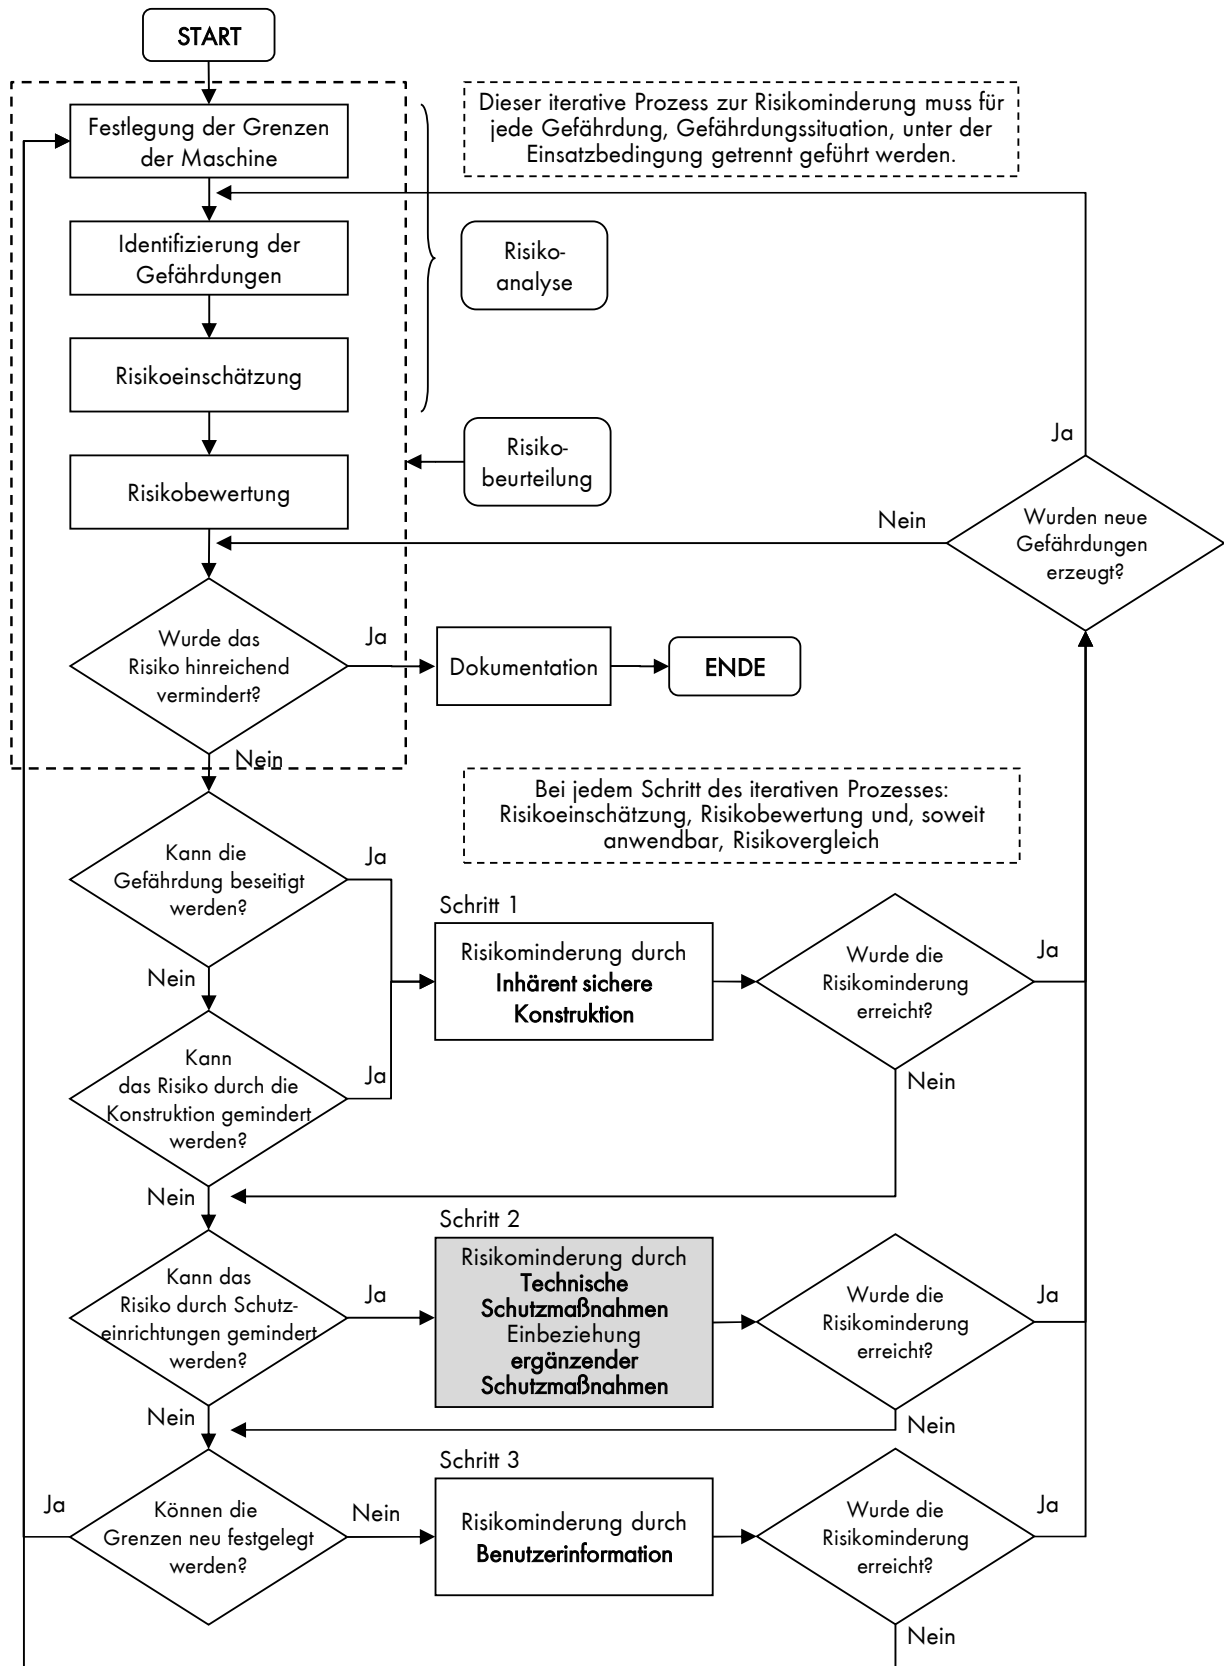 START
Festlegung der Grenzen
der Maschine
Dieser iterative Prozess zur Risikominderung muss für
jede Gefährdung, Gefährdungssituation, unter der
Einsatzbedingung getrennt geführt werden.
Identifizierung der
Gefährdungen
Risiko-
analyse
Risikoeinschätzung
Risiko-
beurteilung
Risikobewertung
Ja
Nein
Wurden neue
Gefährdungen
erzeugt?
Wurde das
Risiko hinreichend
vermindert?
Ja
Dokumentation
ENDE
Nein
Bei jedem Schritt des iterativen Prozesses:
Risikoeinschätzung, Risikobewertung und, soweit
anwendbar, Risikovergleich
Kann die
Gefährdung beseitigt
werden?
Ja
Nein
Schritt 1
Risikominderung durch
Inhärent sichere
Konstruktion
Wurde die
Risikominderung
erreicht?
Ja
Nein
Kann
das Risiko durch die
Konstruktion gemindert
werden?
Ja
Nein
Schritt 2
Kann das
Risiko durch Schutz-
einrichtungen gemindert
werden?
Ja
Risikominderung durch
Technische
Schutzmaßnahmen
Einbeziehung
ergänzender
Schutzmaßnahmen
Wurde die
Risikominderung
erreicht?
Ja
Nein
Nein
Schritt 3
Ja
Können die
Grenzen neu festgelegt
werden?
Nein
Risikominderung durch
Benutzerinformation
Wurde die
Risikominderung
erreicht?
Ja
Nein